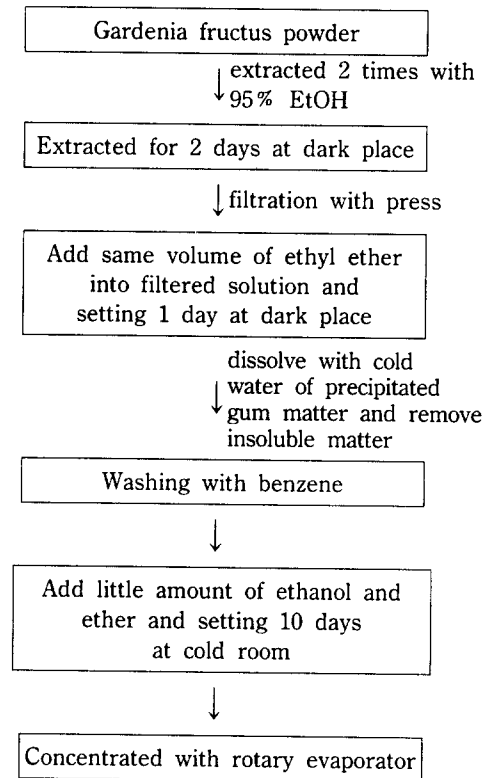 Gardenia fructus powder
extracted 2 times with
95% EtOH
Extracted for 2 days at dark place
filtration with press
Add same volume of ethyl ether
into filtered solution and
setting 1 day at dark place
dissolve with cold
water of precipitated
gum matter and remove
insoluble matter
Washing with benzene
Add little amount of ethanol and
ether and setting 10 days
at cold room
Concentrated with rotary evaporator